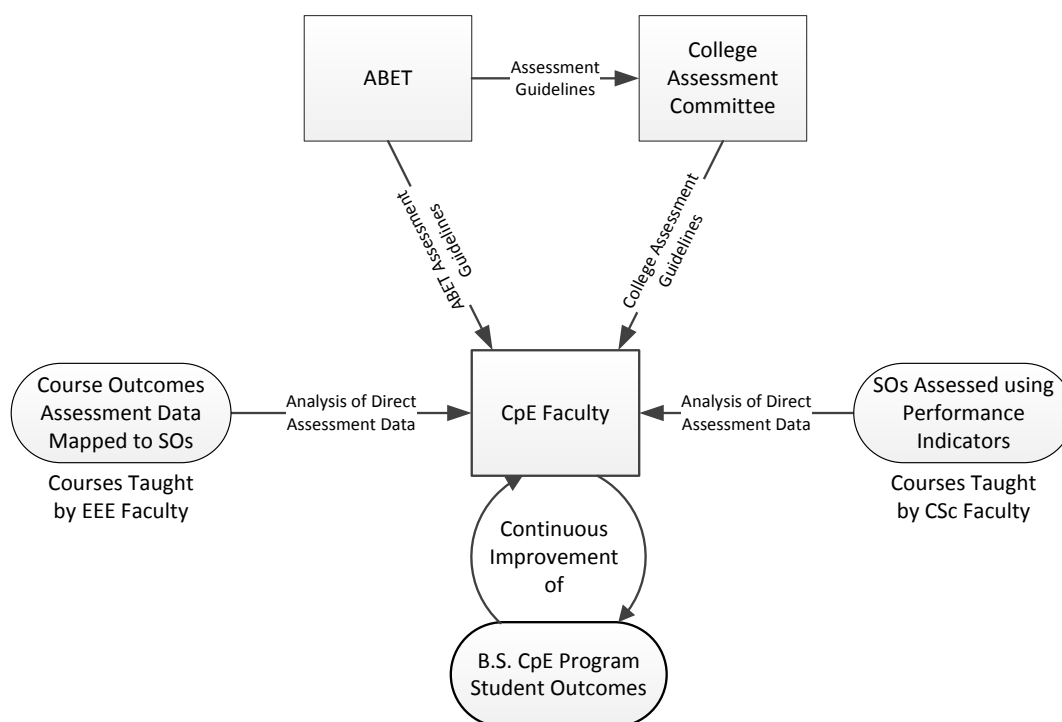 ABET
Assessment
Guidelines
College
Assessment
Committee
ABET Assessment
Guidelines
College Assessment
Guidelines
Course Outcomes
Assessment Data
Mapped to SOs
Analysis of Direct
Assessment Data
CpE Faculty
Analysis of Direct
Assessment Data
SOs Assessed using
Performance
Indicators
Courses Taught
by EEE Faculty
Courses Taught
by CSc Faculty
Continuous
Improvement
of
B.S. CpE Program
Student Outcomes